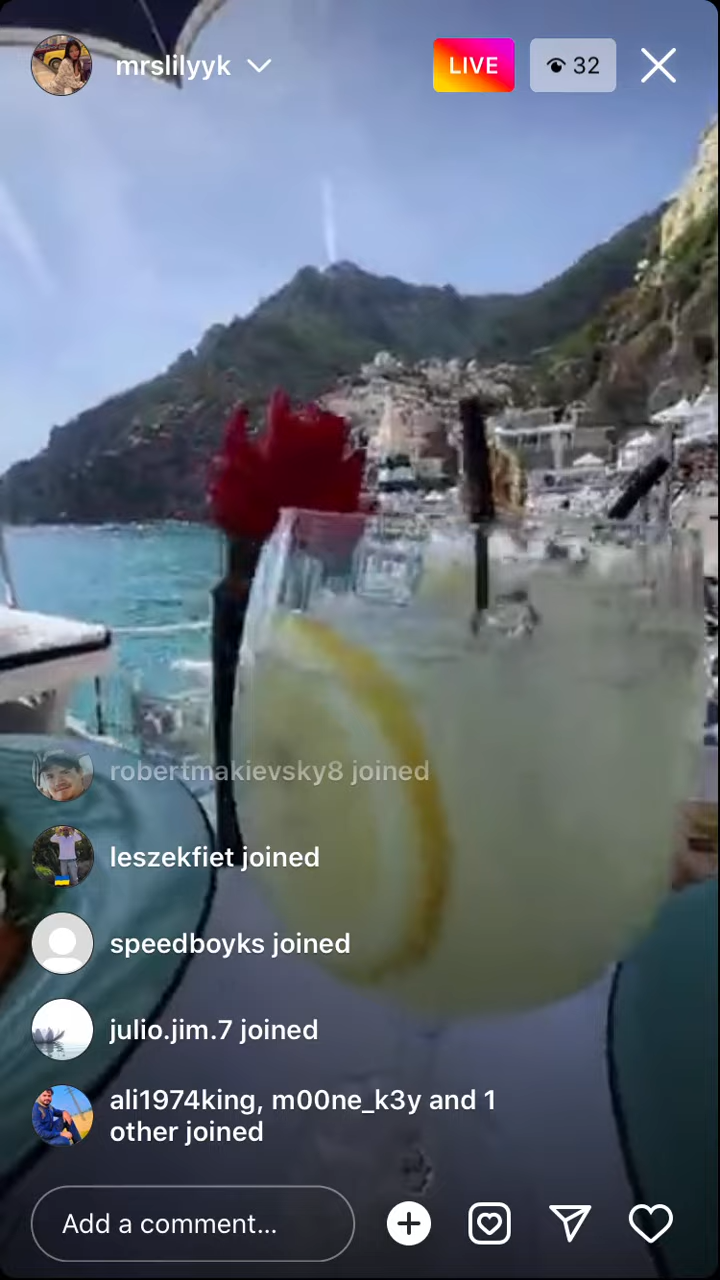 mrslilyyk
LIVE
32
robertmakievsky8 joined
leszekfiet joined
speedboyks joined
julio.jim.7 joined
ali1974king, m00ne_k3y and 1
other joined
Add a comment...